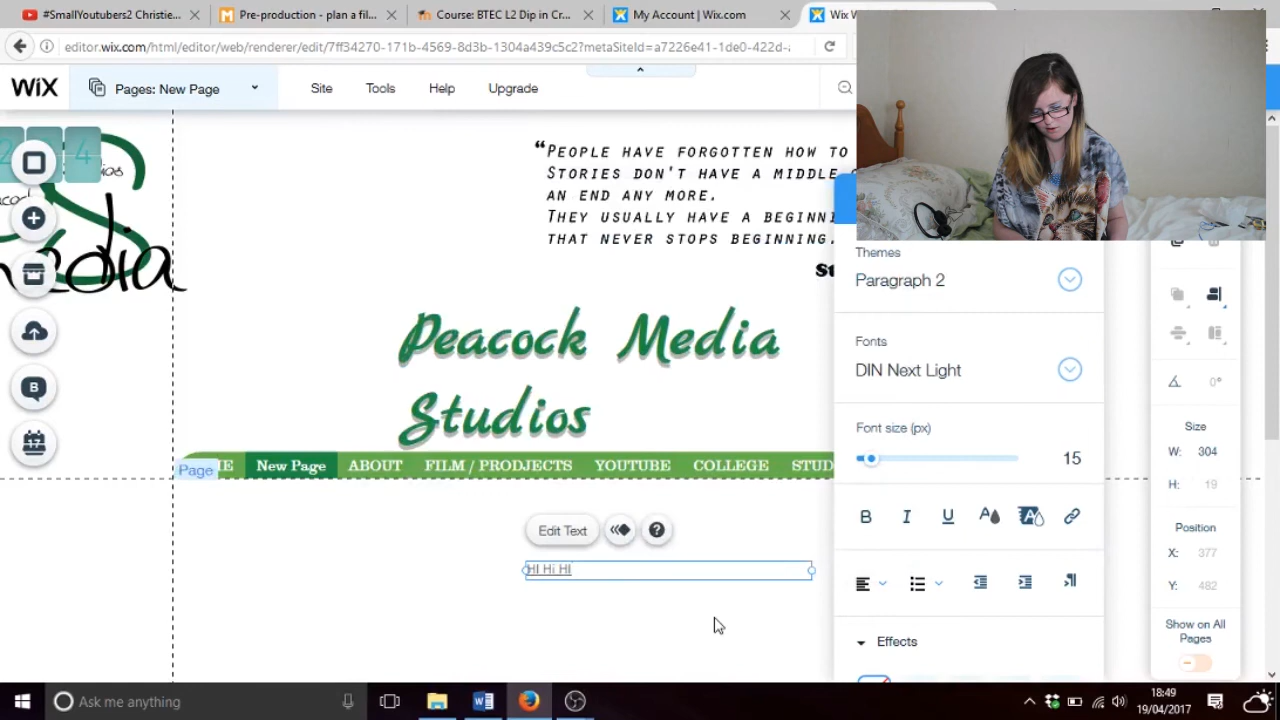 #SmallYoutubers2 Christie...
Pre-production - plan a fil...
Course: BTEC L2 Dip in Cr...
My Account | Wix.com
editor.wix.com/html/editor/web/renderer/edit/7ff34270-171b-4569-8d3b-1304a439c5c2?metaSiteId=a7226e41-1de0-422d-a
WiX
Pages: New Page
Site
Tools
Help
Upgrade
“PEOPLE HAVE FORGOTTEN HOW TO
STORIES DON'T HAVE A MIDDLE
AN END ANY MORE.
THEY USUALLY HAVE A BEGINNI
THAT NEVER STOPS BEGINNING.
media
Peacock Media
Studios
Page
New Page
ABOUT
FILM / PRODJECTS
YOUTUBE
COLLEGE
STUD
Edit Text
?
HI Hi HI
Themes
Paragraph 2
Fonts
DIN Next Light
Font size (px)
15
B
I
U
Effects
0°
Size
W: 304
H: 19
Position
X: 377
Y: 482
Show on All
Pages
Ask me anything
18:49
19/04/2017